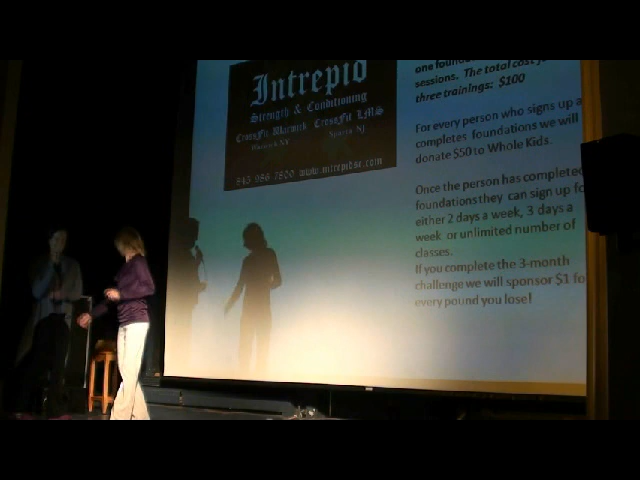 Intrepid
Strength & Conditioning
CrossFit Warwick CrossFit LMS
Warwick NY Sparta NJ
845 986 7800 www.intrepidsc.com
one
sessions. The total cost
three trainings: $100
For every person who signs up a
completes foundations we will
donate $50 to Whole Kids.
Once the person has completed
foundations they can sign up fo
either 2 days a week, 3 days a
week or unlimited number of
classes.
If you complete the 3-month
challenge we will sponsor $1 fo
every pound you lose!